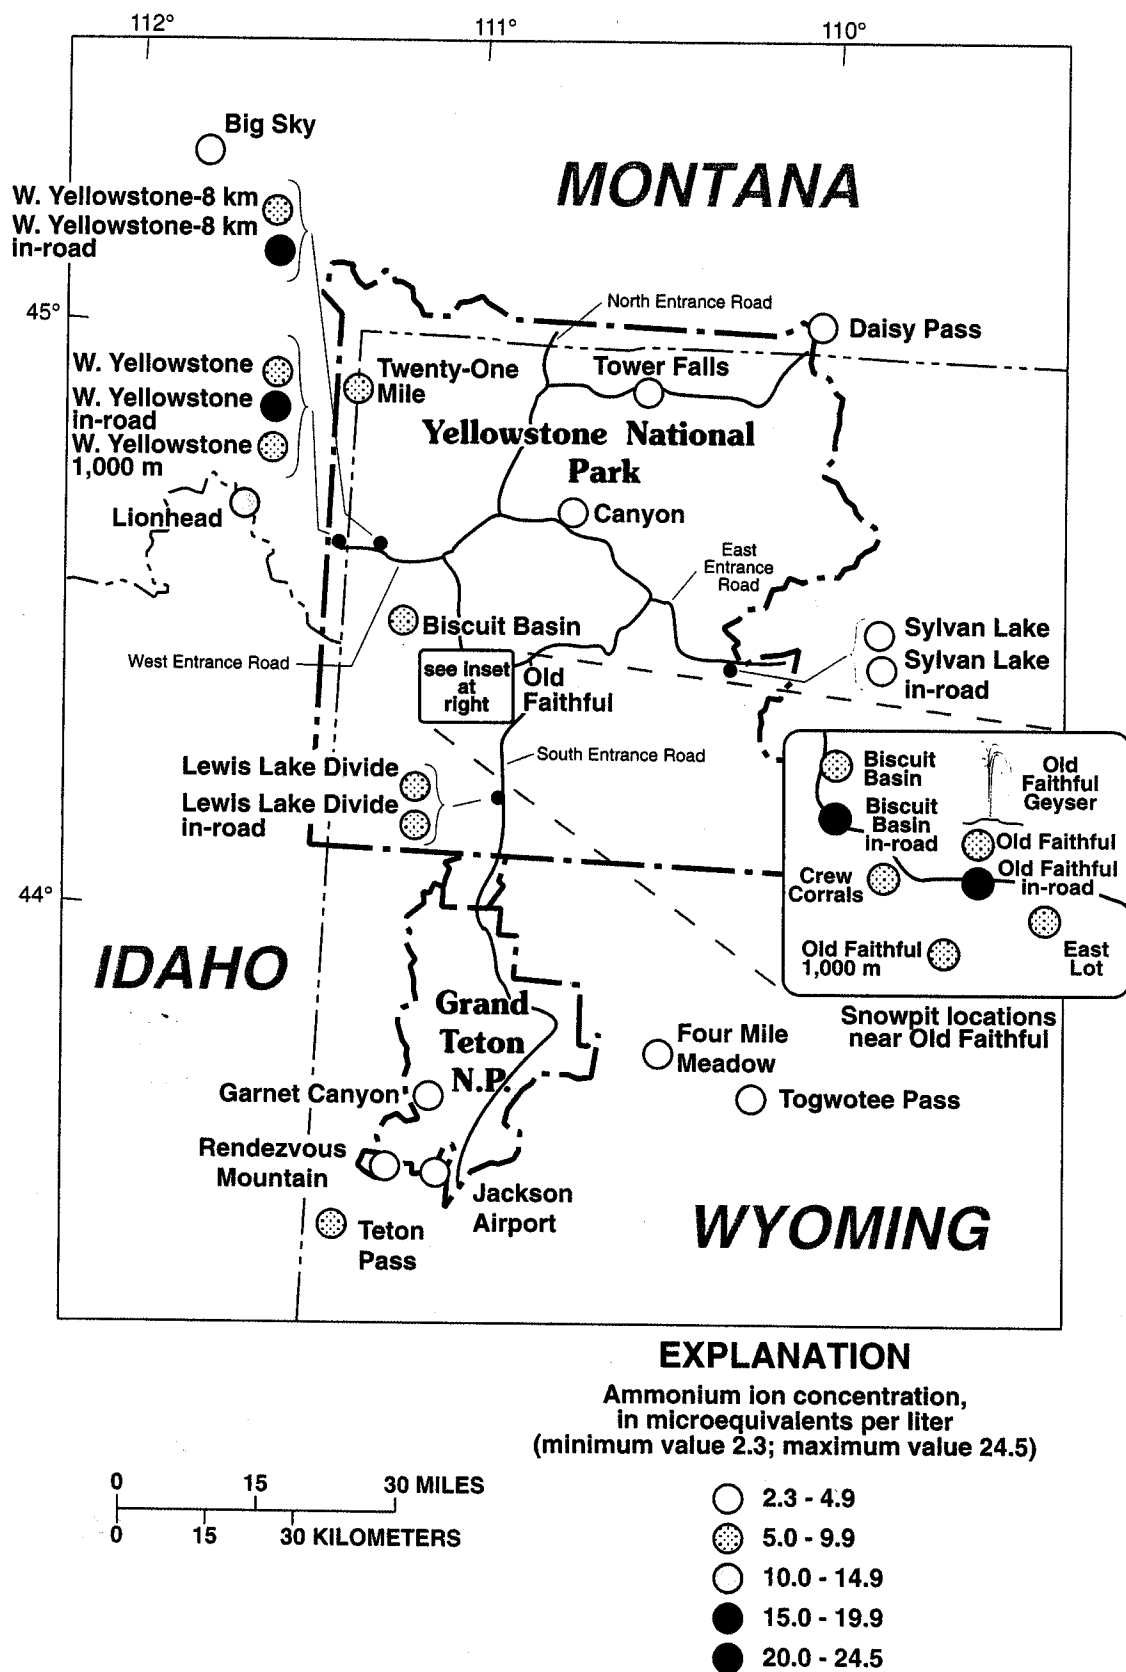 112°
111°
110°
Big Sky
MONTANA
W. Yellowstone-8 km
W. Yellowstone-8 km
in-road
North Entrance Road
45°
Daisy Pass
W. Yellowstone
Twenty-One
Mile
Tower Falls
W. Yellowstone
in-road
W. Yellowstone
1,000 m
Yellowstone National
Park
Lionhead
Canyon
East
Entrance
Road
Biscuit Basin
Sylvan Lake
Sylvan Lake
in-road
West Entrance Road
see inset
at
right
Old
Faithful
South Entrance Road
Lewis Lake Divide
Lewis Lake Divide
in-road
Biscuit
Basin
Old
Faithful
Geyser
Biscuit
Basin
in-road
Old Faithful
Old Faithful
in-road
Crew
Corrals
Old Faithful
1,000 m
East
Lot
44°
IDAHO
Snowpit locations
near Old Faithful
Grand
Teton
N.P.
Four Mile
Meadow
Garnet Canyon
Togwotee Pass
Rendezvous
Mountain
Jackson
Airport
WYOMING
Teton
Pass
EXPLANATION
Ammonium ion concentration,
in microequivalents per liter
(minimum value 2.3; maximum value 24.5)
0 15 30 MILES
0 15 30 KILOMETERS
2.3 - 4.9
5.0 - 9.9
10.0 - 14.9
15.0 - 19.9
20.0 - 24.5